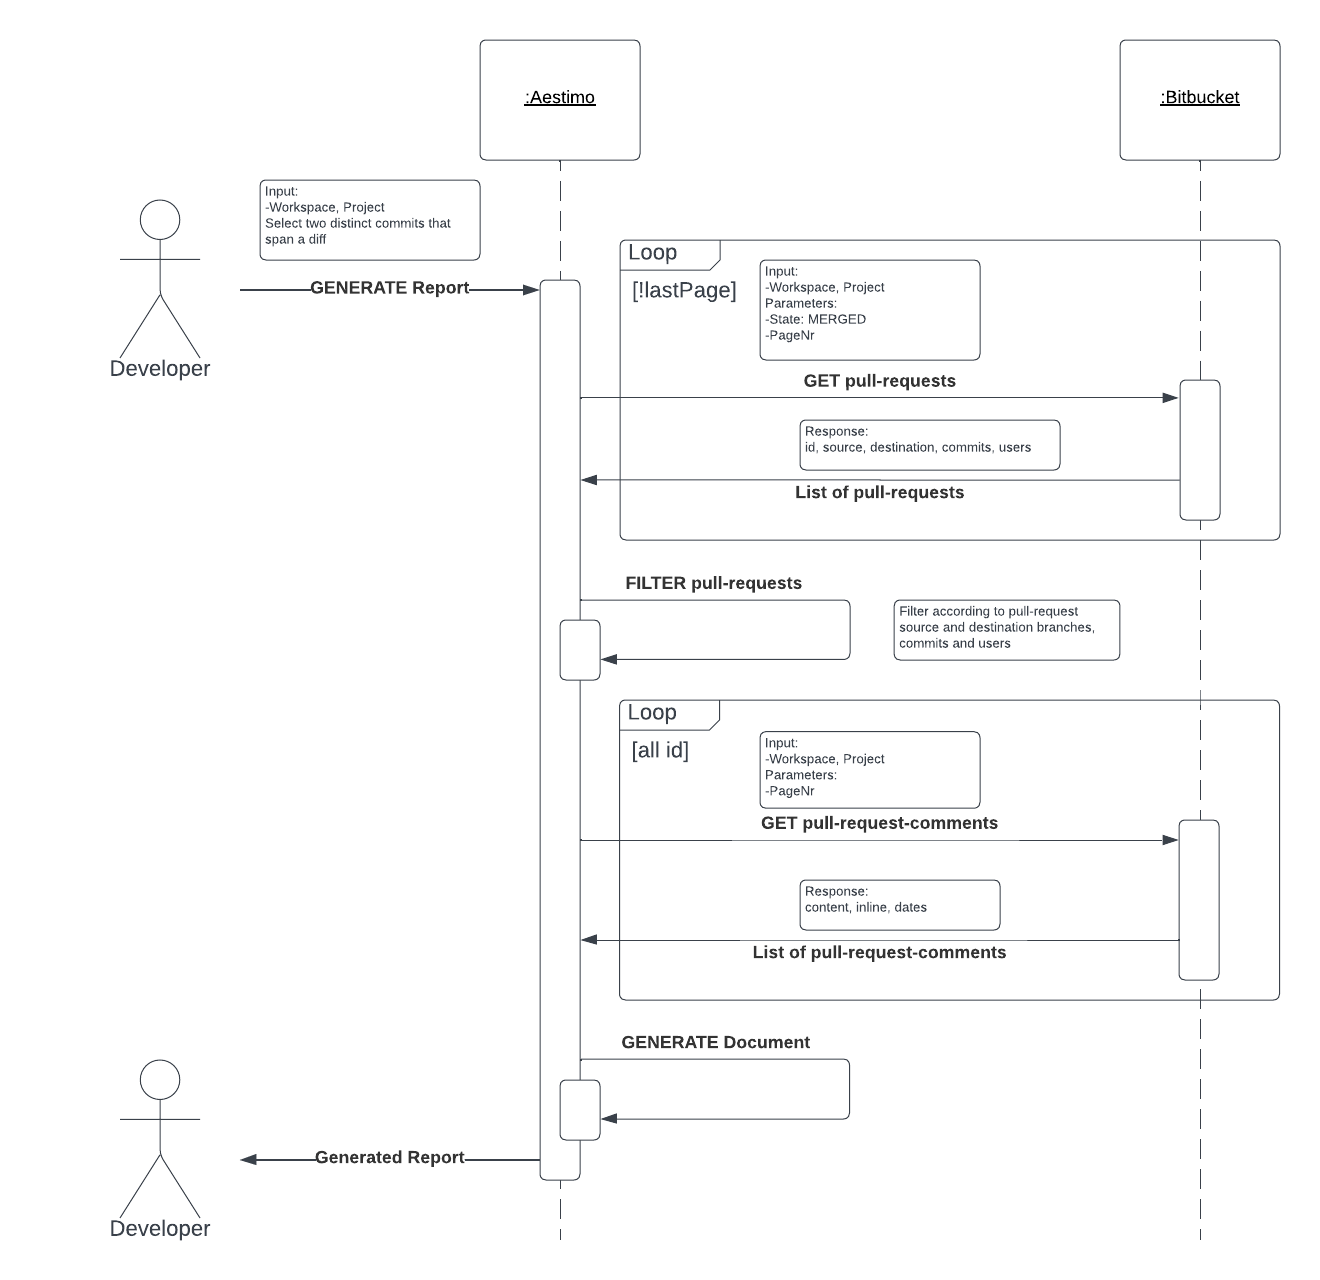 :Aestimo
:Bitbucket
Input:
-Workspace, Project
Select two distinct commits that
span a diff
GENERATE Report
Developer
Loop
[!lastPage]
Input:
-Workspace, Project
Parameters:
-State: MERGED
-PageNr
GET pull-requests
Response:
id, source, destination, commits, users
List of pull-requests
FILTER pull-requests
Filter according to pull-request
source and destination branches,
commits and users
Loop
[all id]
Input:
-Workspace, Project
Parameters:
-PageNr
GET pull-request-comments
Response:
content, inline, dates
List of pull-request-comments
GENERATE Document
Generated Report
Developer